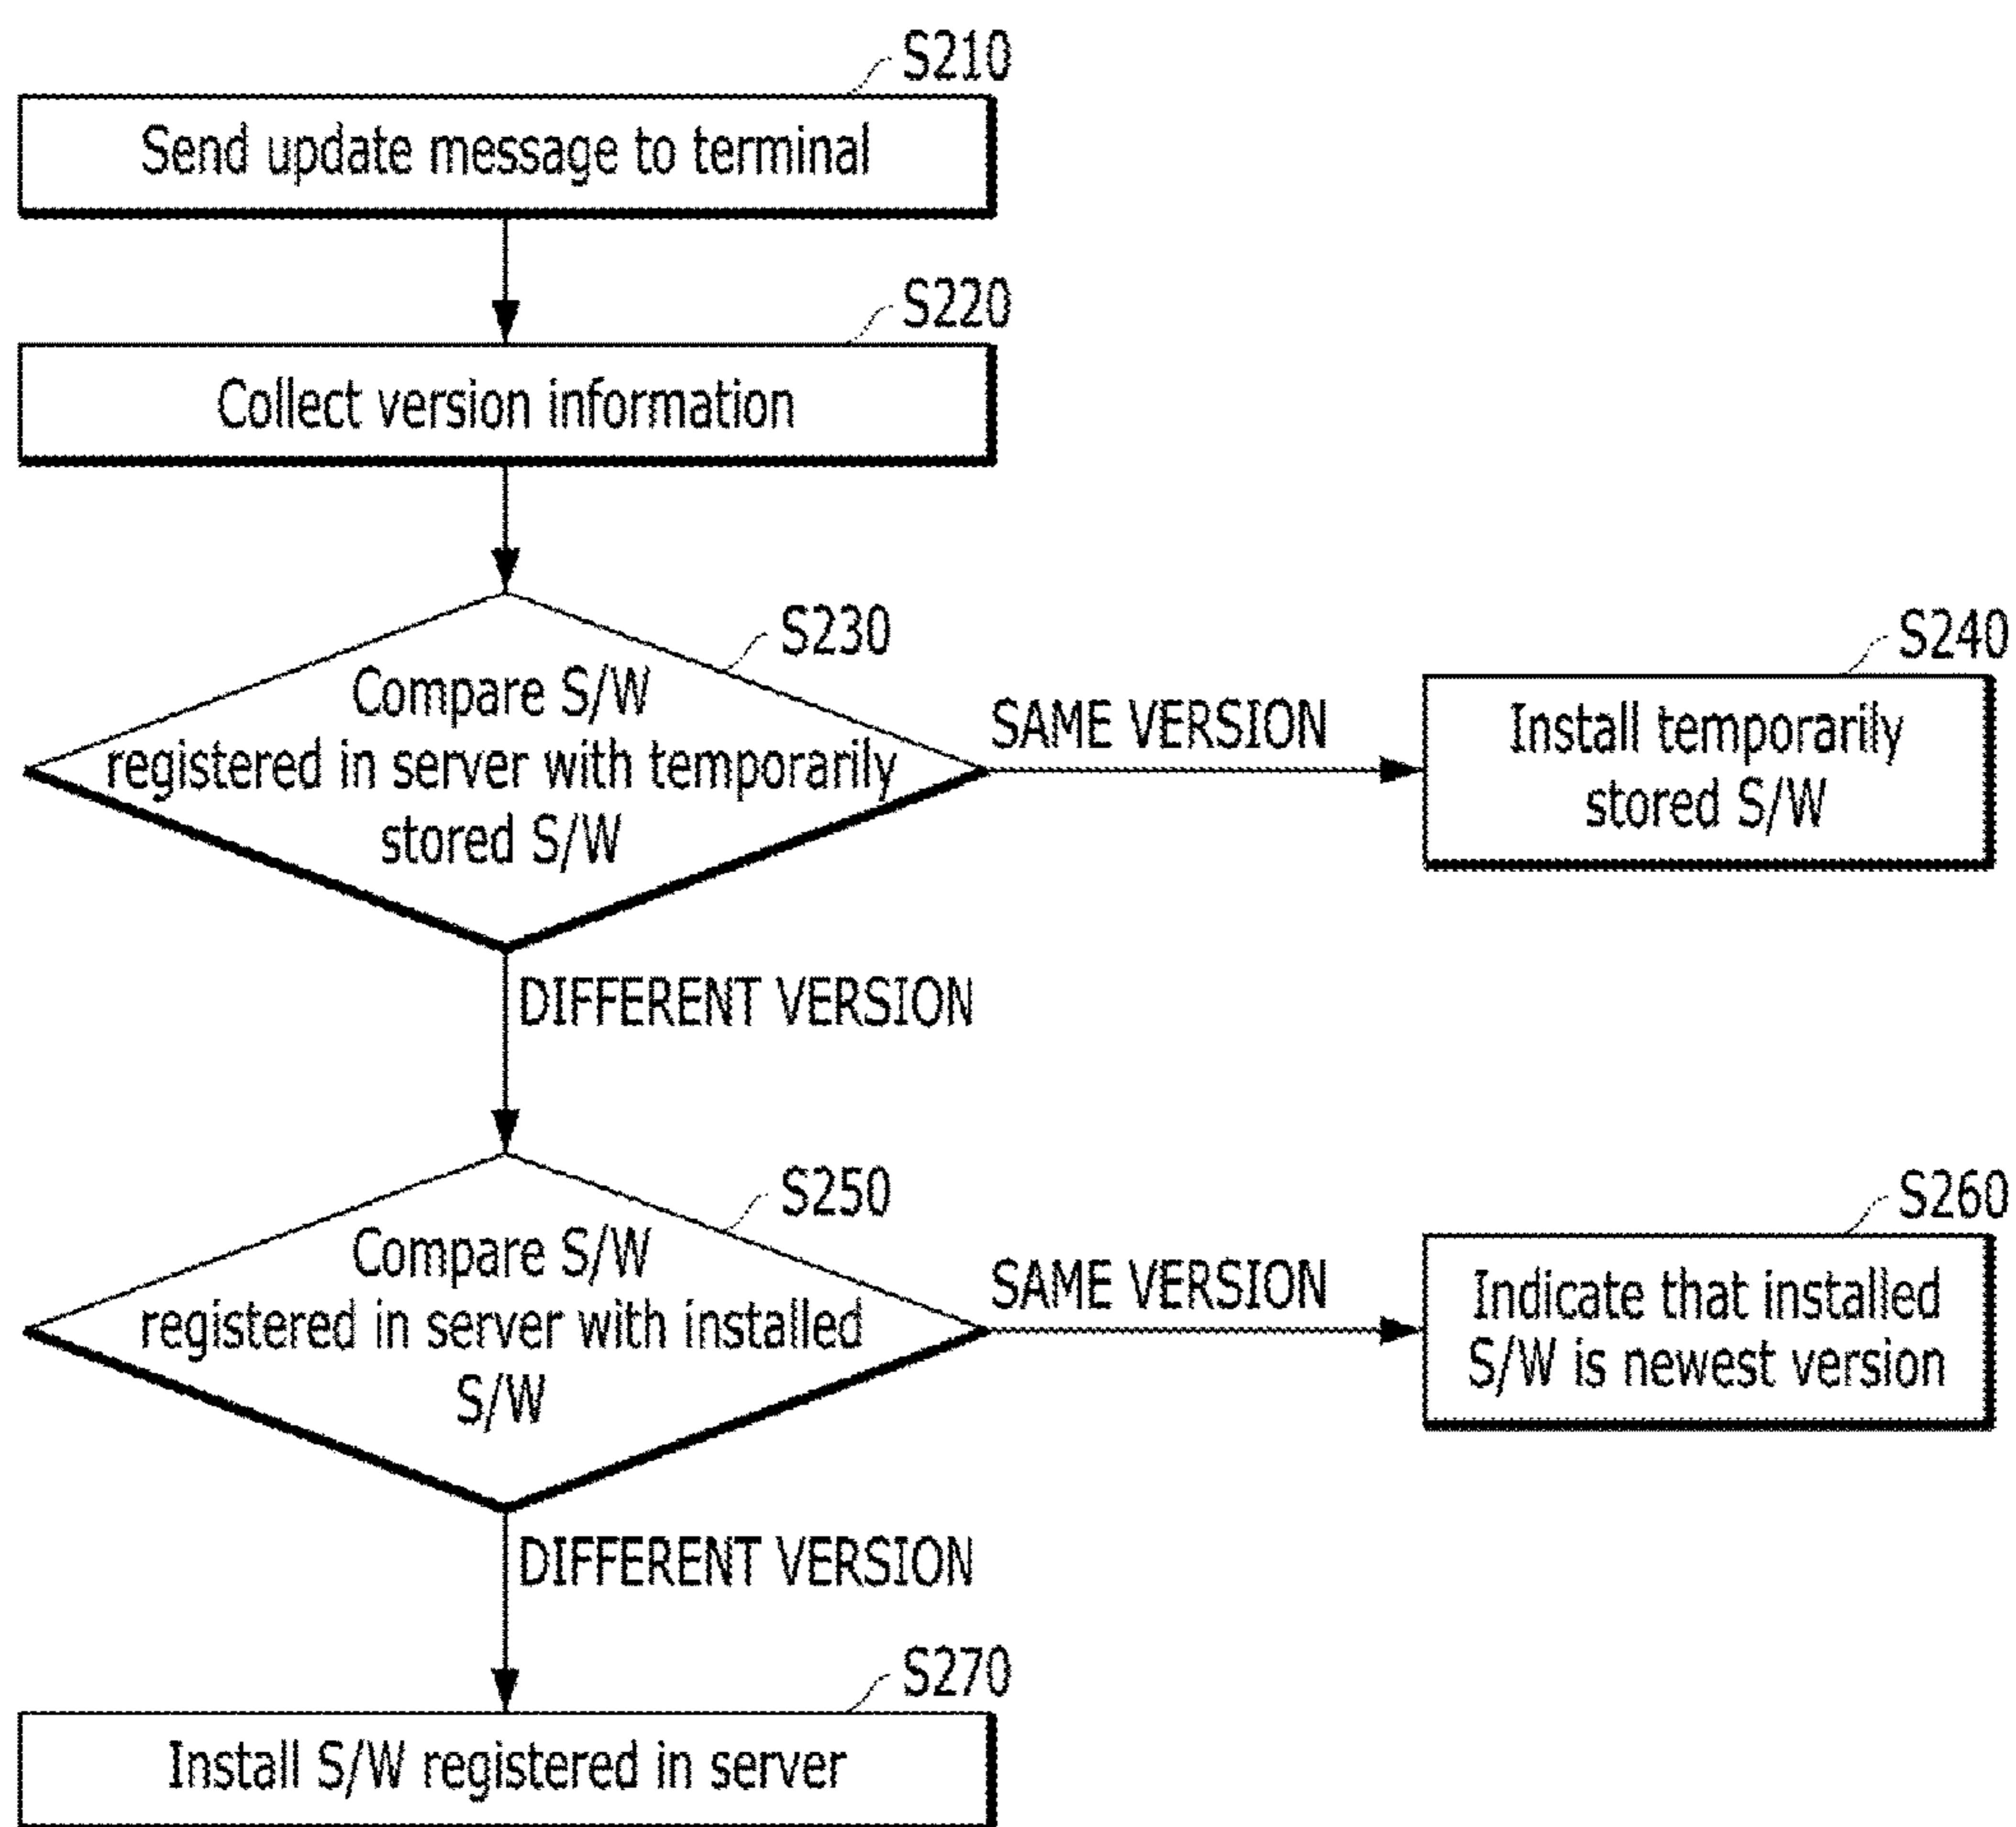 S210
Send update message to terminal
S220
Collect version information
S230
Compare S/W
registered in server with temporarily
stored S/W
SAME VERSION
S240
Install temporarily
stored S/W
DIFFERENT VERSION
S250
Compare S/W
registered in server with installed
S/W
SAME VERSION
S260
Indicate that installed
S/W is newest version
DIFFERENT VERSION
S270
Install S/W registered in server